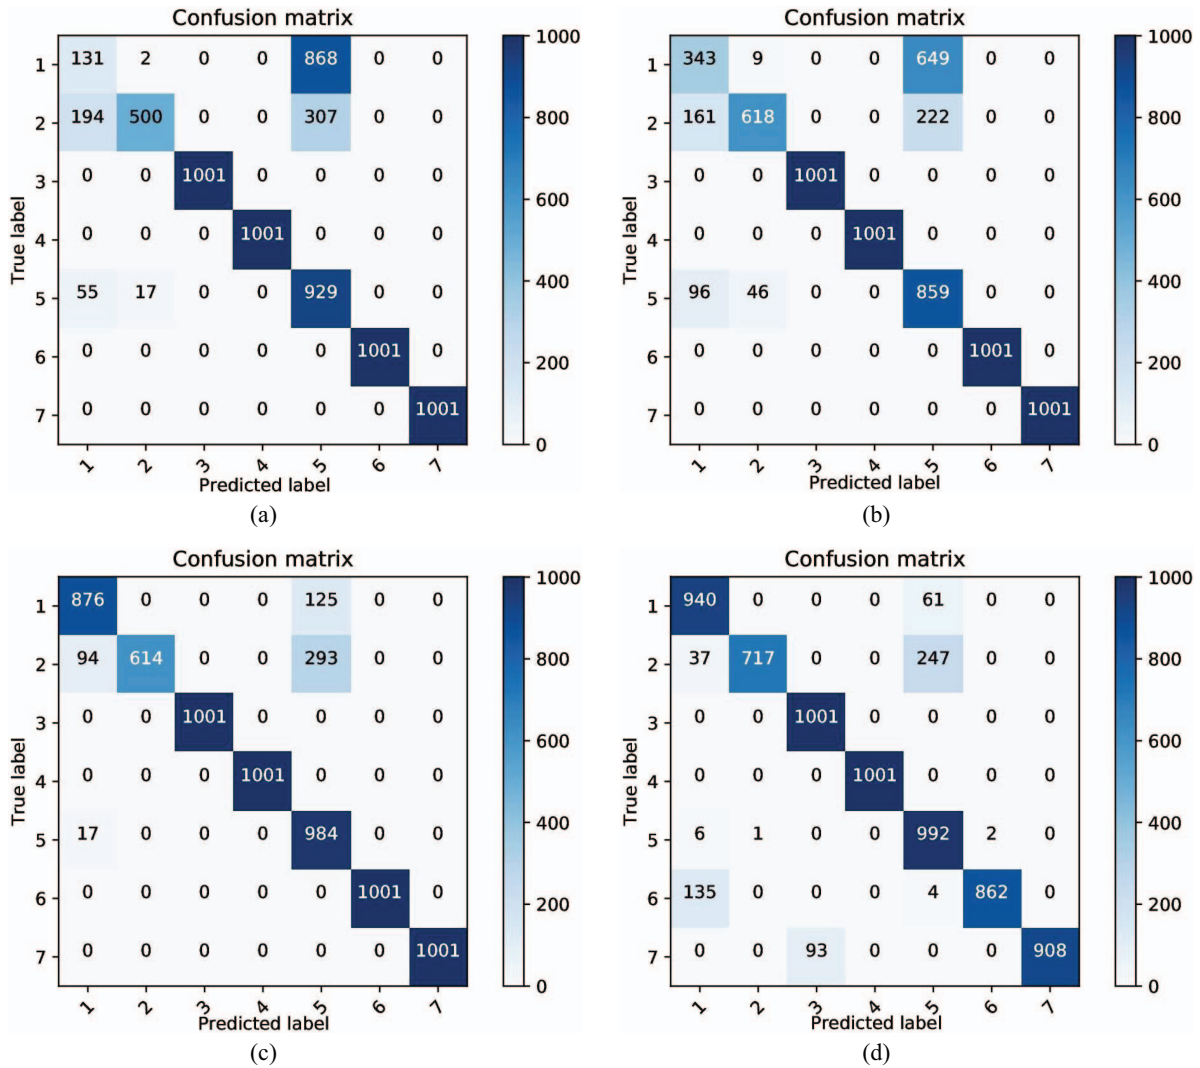 Confusion matrix
1 131 2 0 0 868 0 0
2 194 500 0 0 307 0 0
3 0 0 1001 0 0 0 0
4 0 0 0 1001 0 0 0
5 55 17 0 0 929 0 0
6 0 0 0 0 0 1001 0
7 0 0 0 0 0 0 1001
True label
1 2 3 4 5 6 7
Predicted label
1000
800
600
400
200
0
(a)
Confusion matrix
1 343 9 0 0 649 0 0
2 161 618 0 0 222 0 0
3 0 0 1001 0 0 0 0
4 0 0 0 1001 0 0 0
5 96 46 0 0 859 0 0
6 0 0 0 0 0 1001 0
7 0 0 0 0 0 0 1001
True label
1 2 3 4 5 6 7
Predicted label
1000
800
600
400
200
0
(b)
Confusion matrix
1 876 0 0 0 125 0 0
2 94 614 0 0 293 0 0
3 0 0 1001 0 0 0 0
4 0 0 0 1001 0 0 0
5 17 0 0 0 984 0 0
6 0 0 0 0 0 1001 0
7 0 0 0 0 0 0 1001
True label
1 2 3 4 5 6 7
Predicted label
1000
800
600
400
200
0
(c)
Confusion matrix
1 940 0 0 0 61 0 0
2 37 717 0 0 247 0 0
3 0 0 1001 0 0 0 0
4 0 0 0 1001 0 0 0
5 6 1 0 0 992 2 0
6 135 0 0 0 4 862 0
7 0 0 93 0 0 0 908
True label
1 2 3 4 5 6 7
Predicted label
1000
800
600
400
200
0
(d)